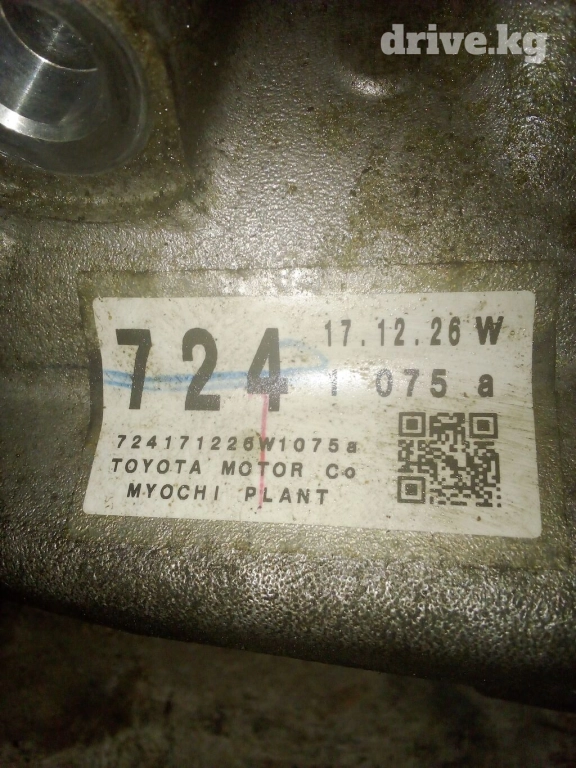 drive.kg
724 17.12.26 W
1 075 a
724171226W1075a
TOYOTA MOTOR Co
MYOCHI PLANT